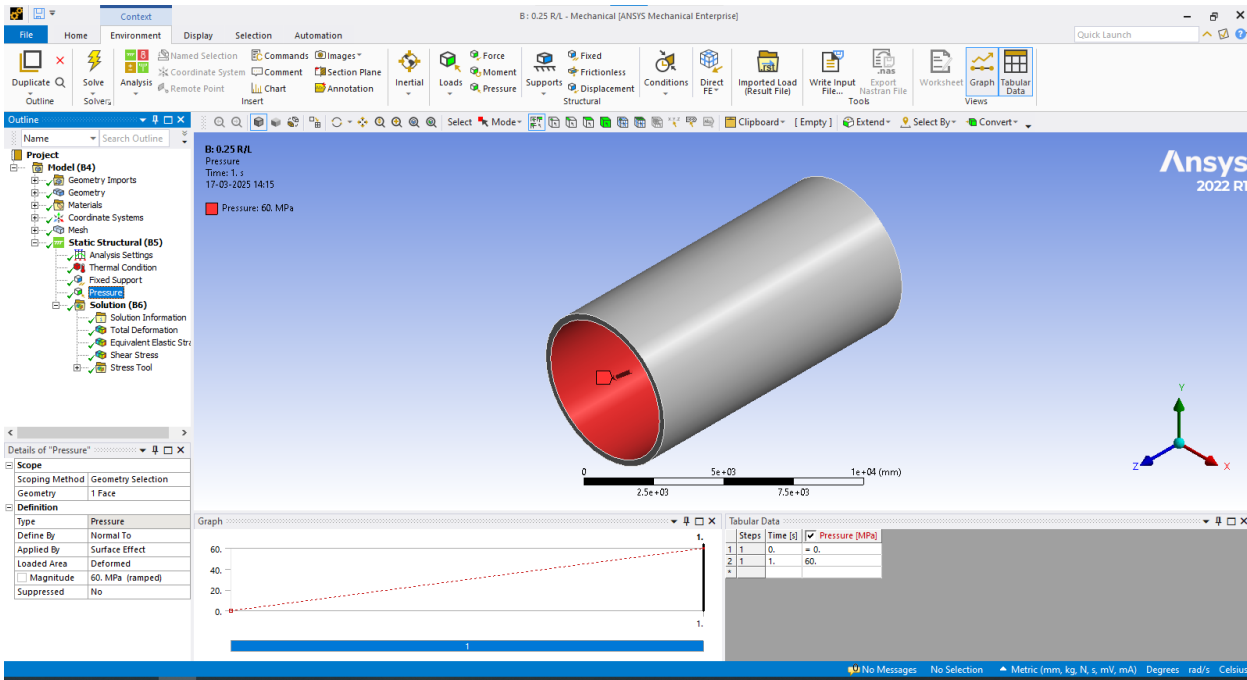 Context
B : 0.25 R/L - Mechanical [ANSYS Mechanical Enterprise]
File Home Environment Display Selection Automation
Quick Launch
Duplicate
Outline
Solve
Solvers
Analysis
Named Selection
Coordinate System
Remote Point
Commands
Comment
Chart
Images
Section Plane
Annotation
Insert
Inertial
Loads
Force
Moment
Pressure
Supports
Fixed
Frictionless
Displacement
Structural
Conditions
Direct
FE
Imported Load
(Result File)
Write Input
File...
Export
Nastran File
Tools
Worksheet
Graph
Tabular
Data
Views
Outline
Name Search Outline
Select Mode Clipboard [ Empty ] Extend Select By Convert
Project
Model (B4)
Geometry Imports
Geometry
Materials
Coordinate Systems
Mesh
Static Structural (B5)
Analysis Settings
Thermal Condition
Fixed Support
Pressure
Solution (B6)
Solution Information
Total Deformation
Equivalent Elastic Stra
Shear Stress
Stress Tool
B: 0.25 R/L
Pressure
Time: 1. s
17-03-2025 14:15
Pressure: 60. MPa
Ansys
2022 R1
0 5e+03 1e+04 (mm)
2.5e+03 7.5e+03
Y
Z
X
Details of "Pressure"
Scope
Scoping Method Geometry Selection
Geometry 1 Face
Definition
Type Pressure
Define By Normal To
Applied By Surface Effect
Loaded Area Deformed
Magnitude 60. MPa (ramped)
Suppressed No
Graph
1.
60.
40.
20.
0.
1.
1
Tabular Data
Steps Time [s] Pressure [MPa]
1 1 0. = 0.
2 1 1. 60.
*
No Messages No Selection Metric (mm, kg, N, s, mV, mA) Degrees rad/s Celsius